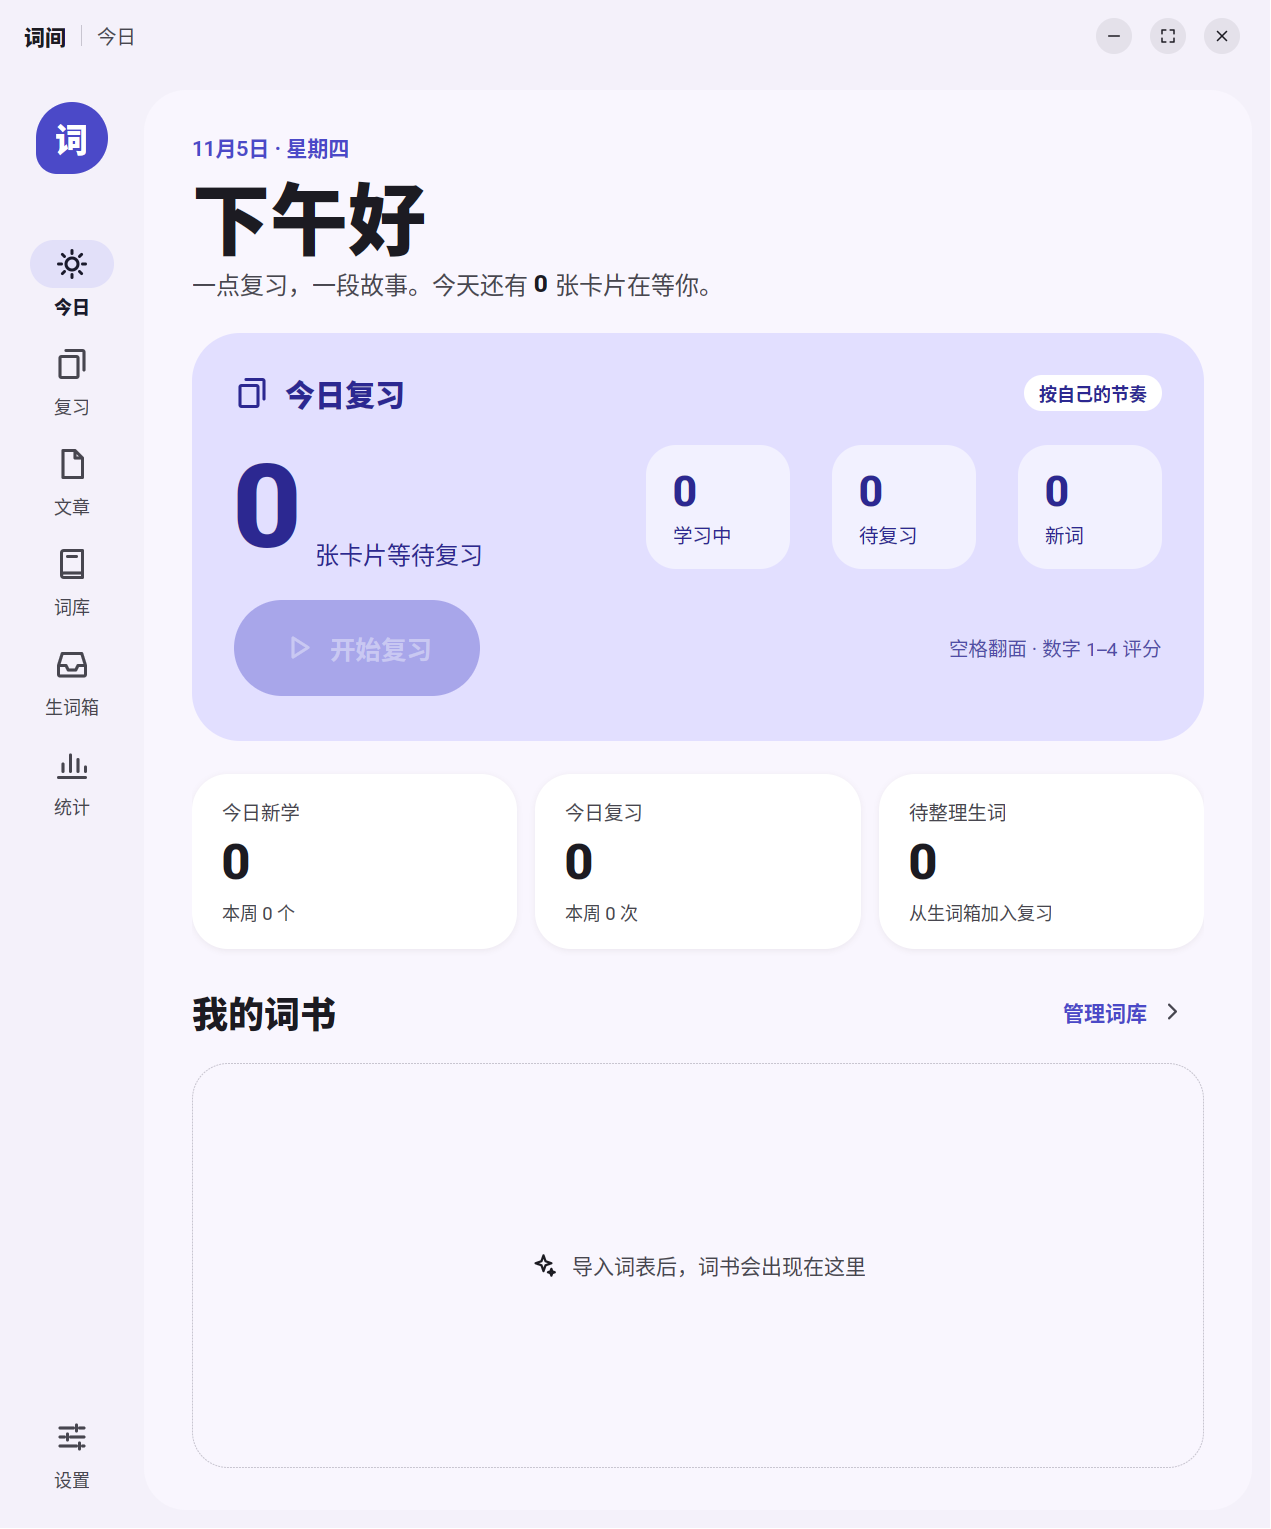 词间 今日
词
今日
复习
文章
词库
生词箱
统计
设置
11月5日 · 星期四
下午好
一点复习，一段故事。今天还有 0 张卡片在等你。
今日复习
按自己的节奏
0 张卡片等待复习
0
学习中
0
待复习
0
新词
开始复习
空格翻面 · 数字 1–4 评分
今日新学
0
本周 0 个
今日复习
0
本周 0 次
待整理生词
0
从生词箱加入复习
我的词书
管理词库
导入词表后，词书会出现在这里